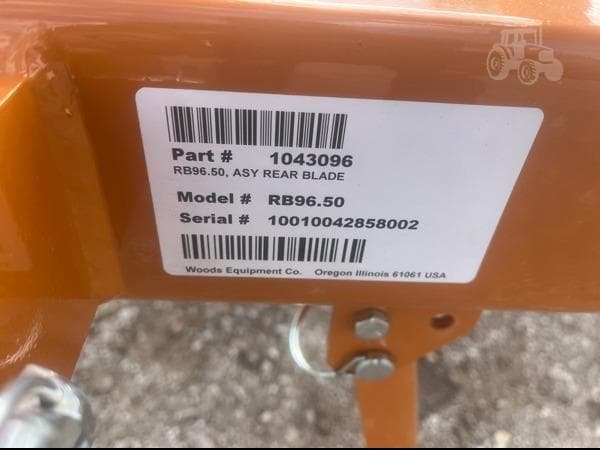 Part # 1043096
RB96.50, ASY REAR BLADE
Model # RB96.50
Serial # 10010042858002
Woods Equipment Co. Oregon Illinois 61061 USA